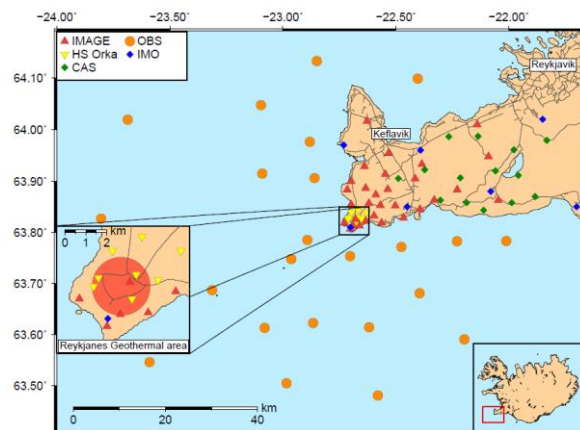 −24.00° −23.50° −23.00° −22.50° −22.00°
IMAGE OBS
HS Orka IMO
CAS
64.10°
64.00°
63.90°
63.80°
63.70°
63.60°
63.50°
Reykjavik
Keflavik
km
0 1 2
Reykjanes Geothermal area
km
0 10 20 40